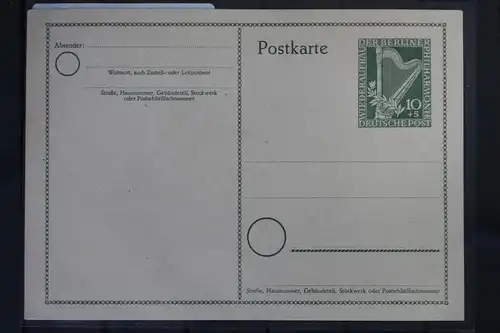 Absender:
Wohnort, auch Zustell- oder Leitpostamt
Straße, Hausnummer, Gebäudeteil, Stockwerk
oder Postschließfachnummer
Postkarte
WIEDERAUFBAU DER BERLINER PHILHARMONIE
10
+5
DEUTSCHE POST
Straße, Hausnummer, Gebäudeteil, Stockwerk oder Postschließfachnummer